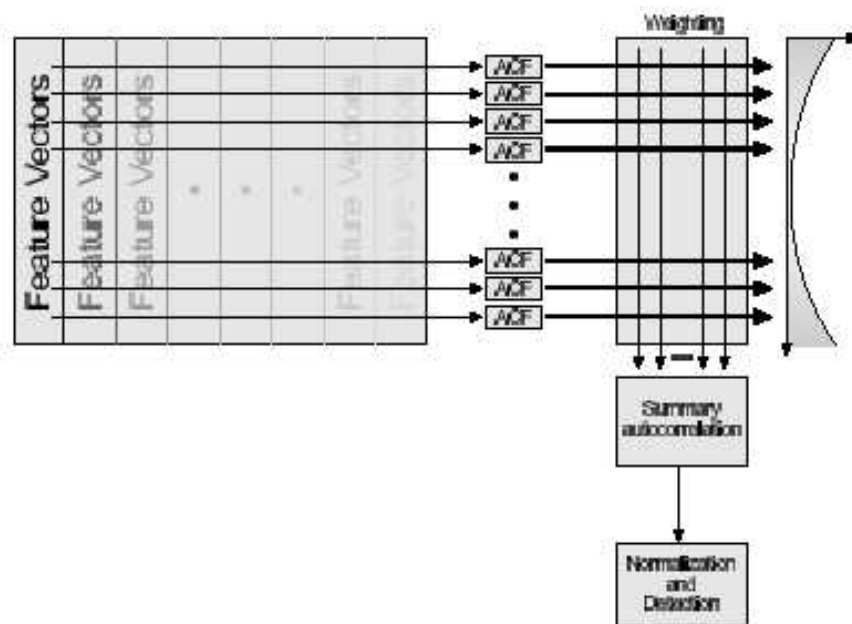 Weighting
Feature Vectors
Feature Vectors
Feature Vectors
Feature Vectors
Feature Vectors
ACF
ACF
ACF
ACF
ACF
ACF
ACF
Summary
autocorrelation
Normalization
and
Detection